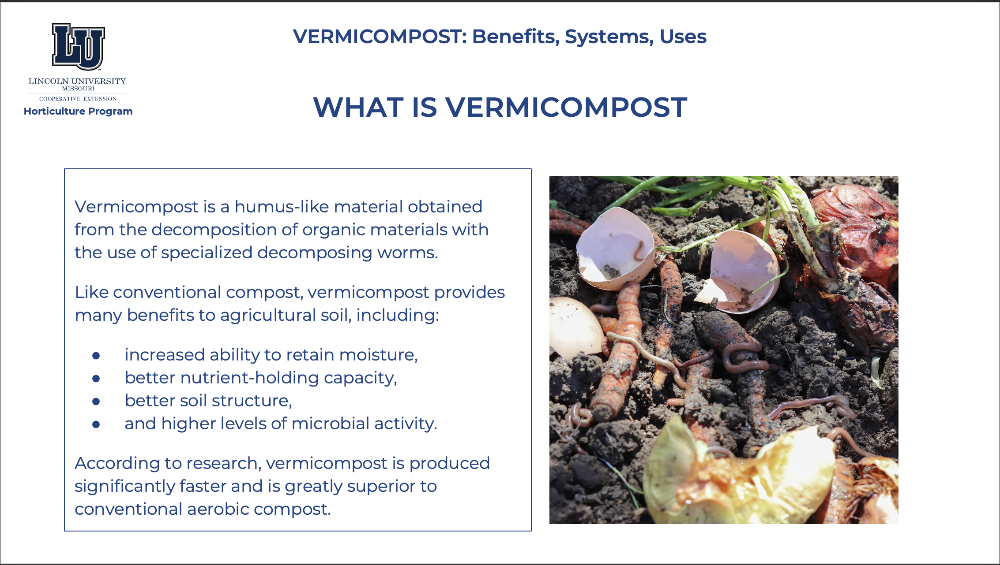 LU
TM
LINCOLN UNIVERSITY
MISSOURI
COOPERATIVE EXTENSION
Horticulture Program
VERMICOMPOST: Benefits, Systems, Uses
WHAT IS VERMICOMPOST
Vermicompost is a humus-like material obtained
from the decomposition of organic materials with
the use of specialized decomposing worms.
Like conventional compost, vermicompost provides
many benefits to agricultural soil, including:
● increased ability to retain moisture,
● better nutrient-holding capacity,
● better soil structure,
● and higher levels of microbial activity.
According to research, vermicompost is produced
significantly faster and is greatly superior to
conventional aerobic compost.